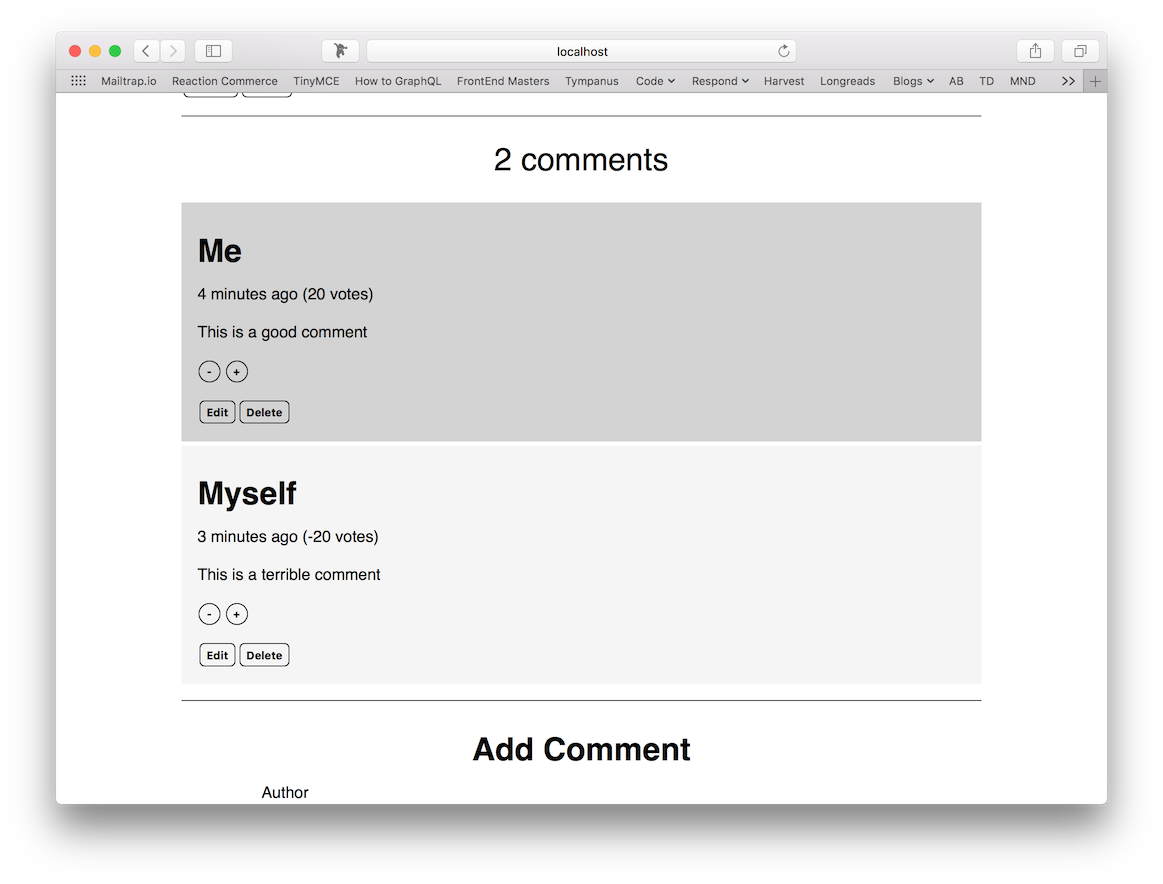 localhost
Mailtrap.io Reaction Commerce TinyMCE How to GraphQL FrontEnd Masters Tympanus Code Respond Harvest Longreads Blogs AB TD MND >> +
2 comments
Me
4 minutes ago (20 votes)
This is a good comment
- +
Edit Delete
Myself
3 minutes ago (-20 votes)
This is a terrible comment
- +
Edit Delete
Add Comment
Author